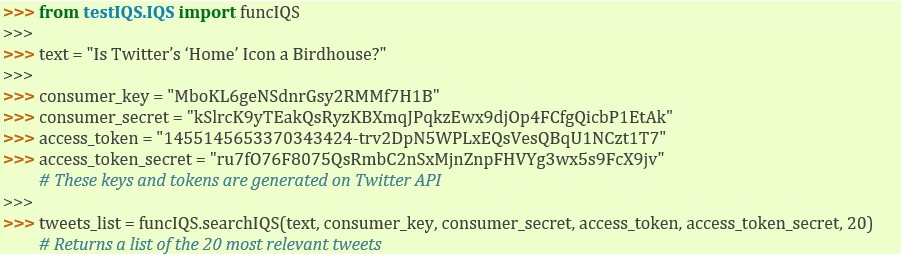 >>> from testIQS.IQS import funcIQS
>>>
>>> text = "Is Twitter’s ‘Home’ Icon a Birdhouse?"
>>>
>>> consumer_key = "MboKL6geNSdnrGsy2RMMf7H1B"
>>> consumer_secret = "kSlrcK9yTEakQsRyzKBXmqJPqkzEwx9djOp4FCfgQicbP1EtAk"
>>> access_token = "1455145653370343424-trv2DpN5WPLxEQsVesQBqU1NCzt1T7"
>>> access_token_secret = "ru7fO76F8075QsRmbC2nSxMjnZnpFHVYg3wx5s9FcX9jv"
# These keys and tokens are generated on Twitter API
>>>
>>> tweets_list = funcIQS.searchIQS(text, consumer_key, consumer_secret, access_token, access_token_secret, 20)
# Returns a list of the 20 most relevant tweets